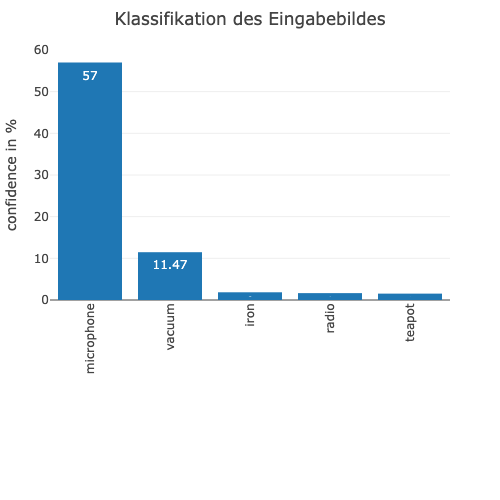 Klassifikation des Eingabebildes
confidence in %
60
50
40
30
20
10
0
57
11.47
microphone
vacuum
iron
radio
teapot